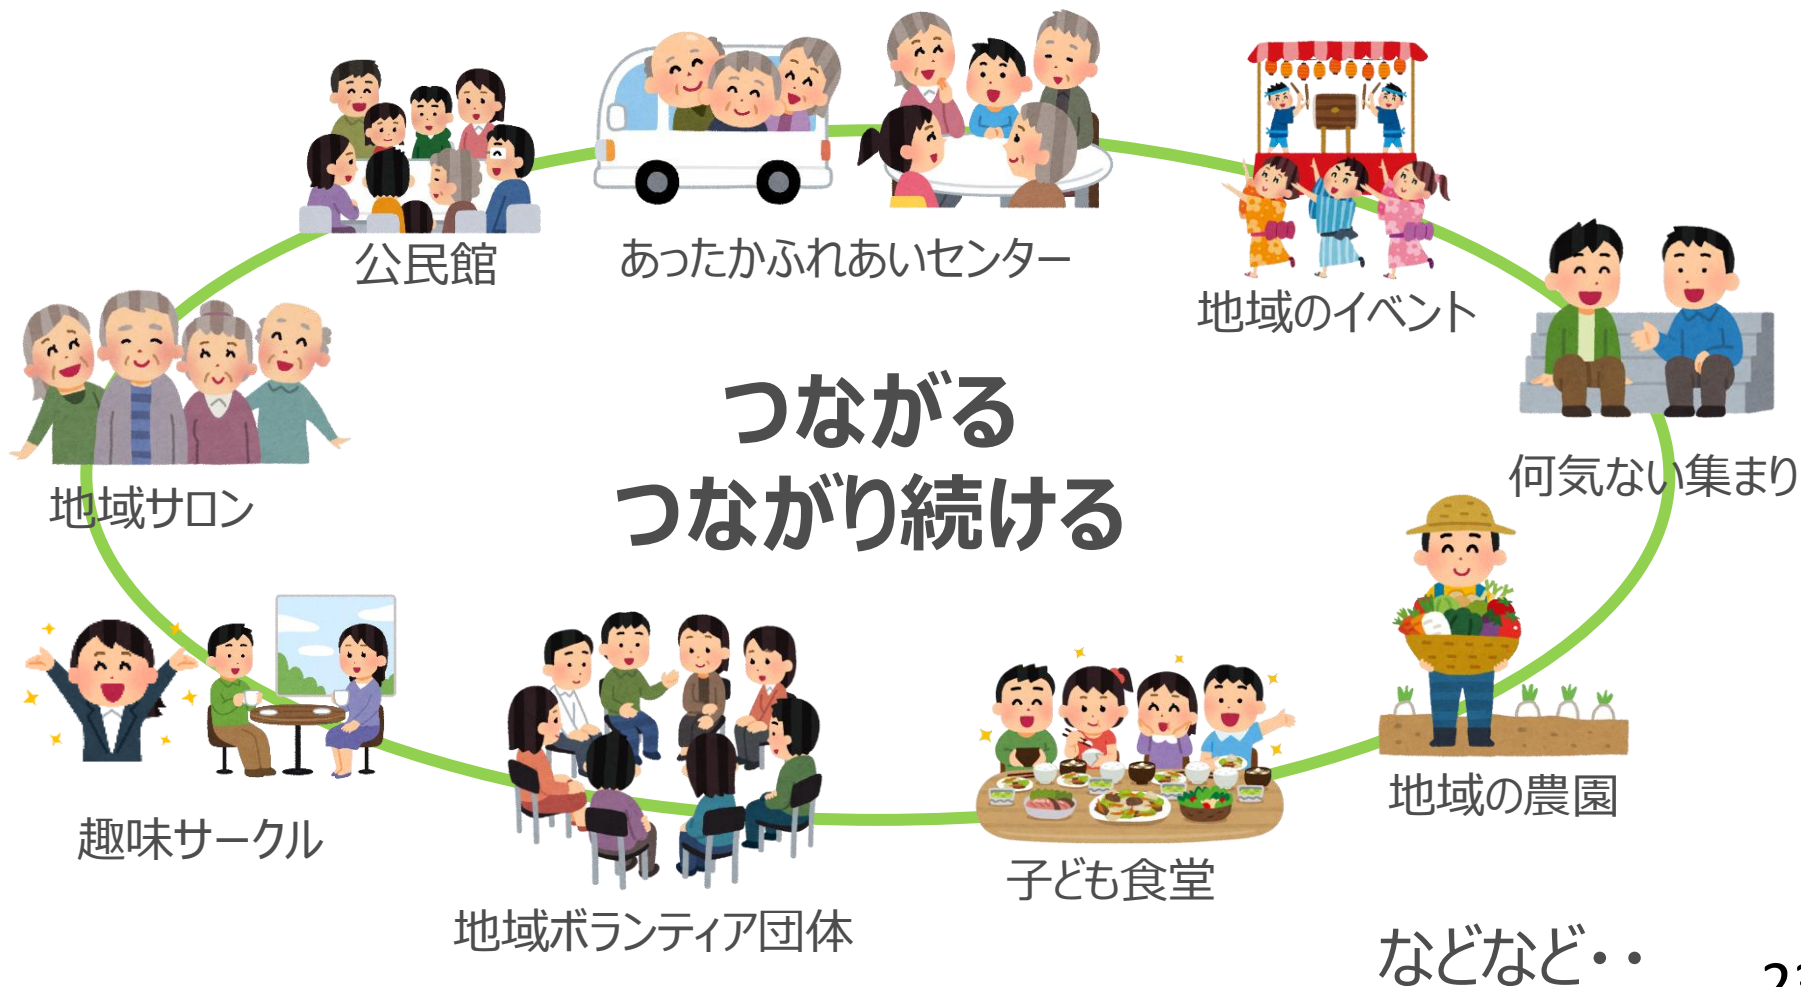 公民館
あったかふれあいセンター
地域のイベント
つながる
つながり続ける
何気ない集まり
地域サロン
地域の農園
趣味サークル
子ども食堂
地域ボランティア団体
などなど・・